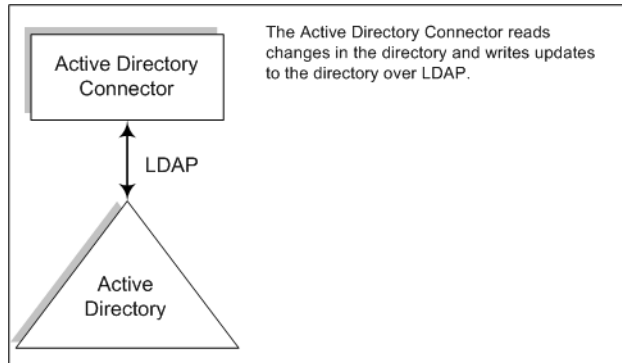 Active Directory
Connector
The Active Directory Connector reads
changes in the directory and writes updates
to the directory over LDAP.
LDAP
Active
Directory